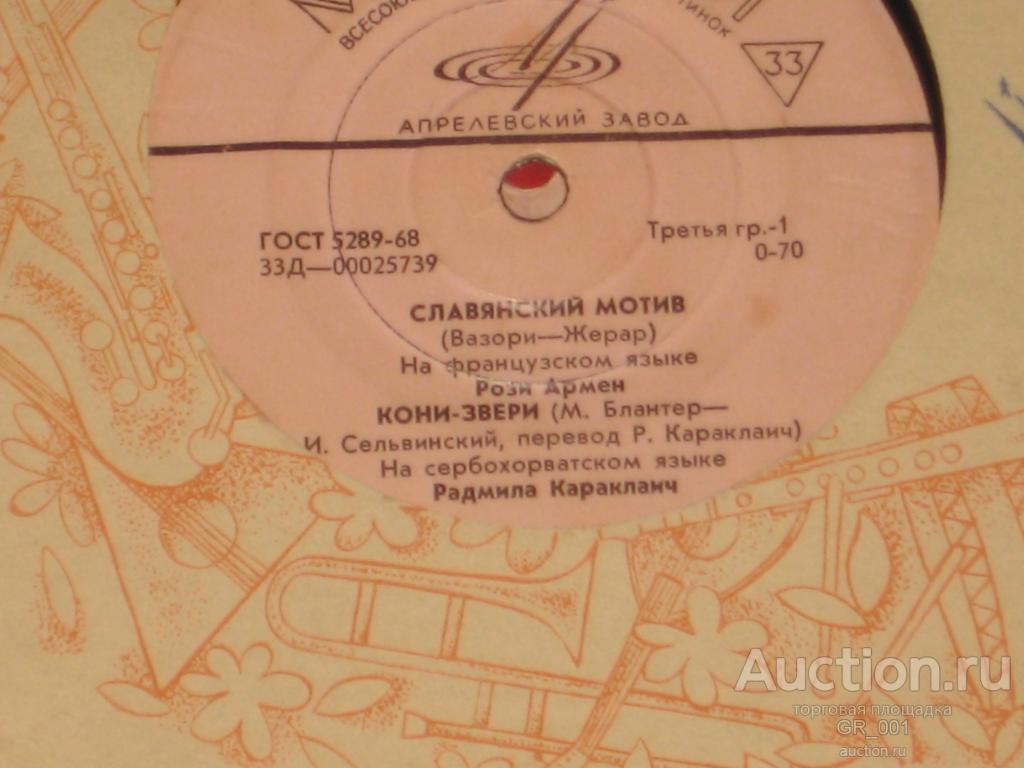 33
АПРЕЛЕВСКИЙ ЗАВОД
ГОСТ 5289-68
Третья гр.-1
33Д—00025739
0-70
СЛАВЯНСКИЙ МОТИВ
(Вазори—Жерар)
На французском языке
Рози Армен
КОНИ-ЗВЕРИ (М. Блантер—
И. Сельвинский, перевод Р. Караклаич)
На сербохорватском языке
Радмила Караклаич
Auction.ru
торговая площадка
GR_001
auction.ru